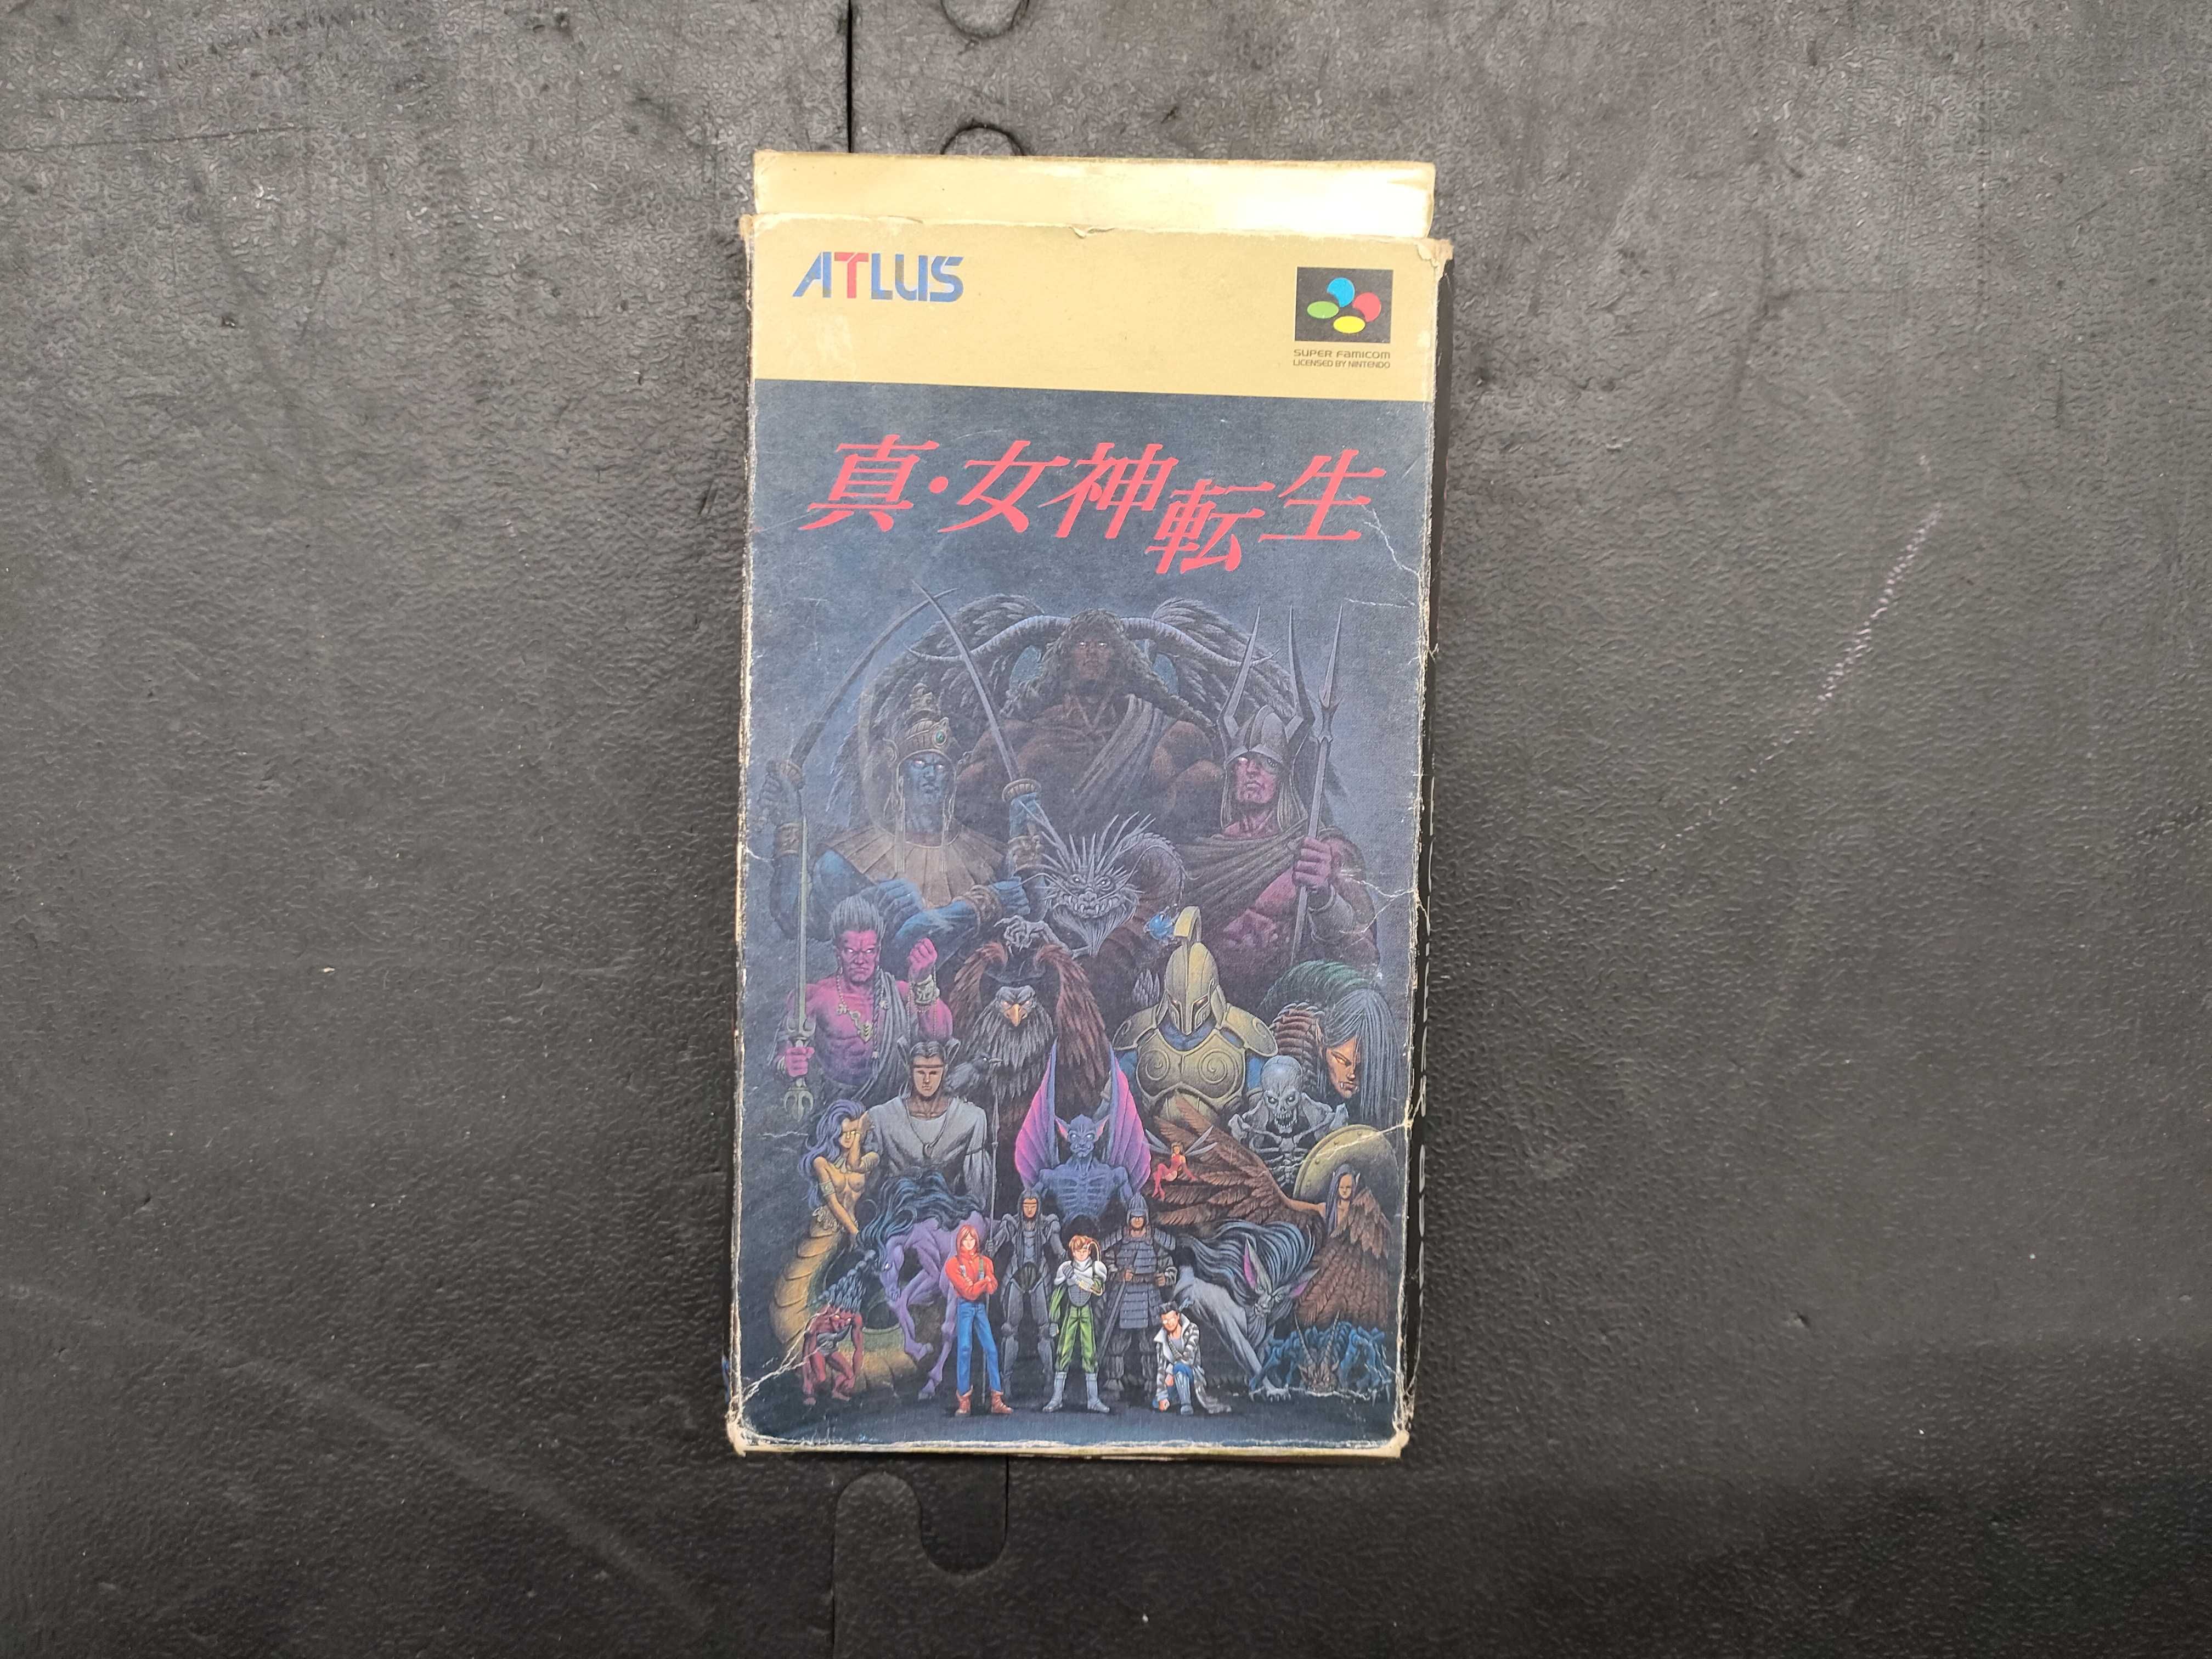 ATLUS
SUPER FAMICOM
LICENSED BY NINTENDO
真・女神転生